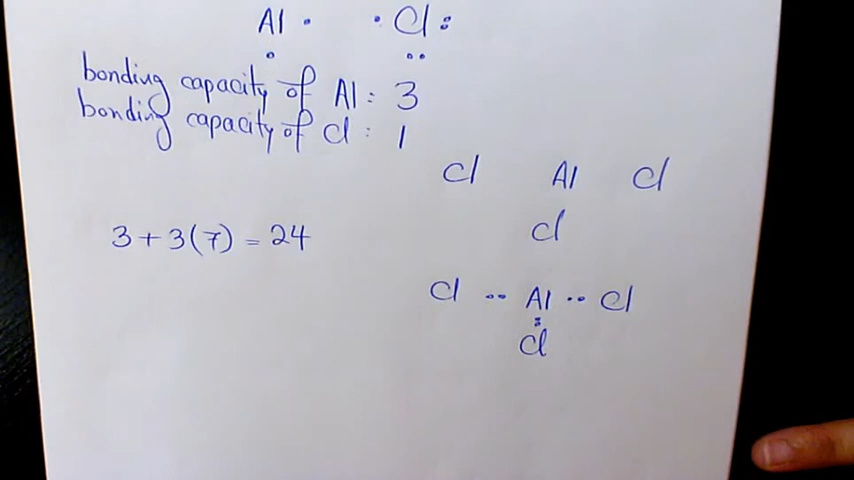 Al · · Cl :
bonding capacity of Al : 3
bonding capacity of Cl : 1
Cl Al Cl
Cl
3 + 3(7) = 24
Cl ·· Al ·· Cl
:
Cl